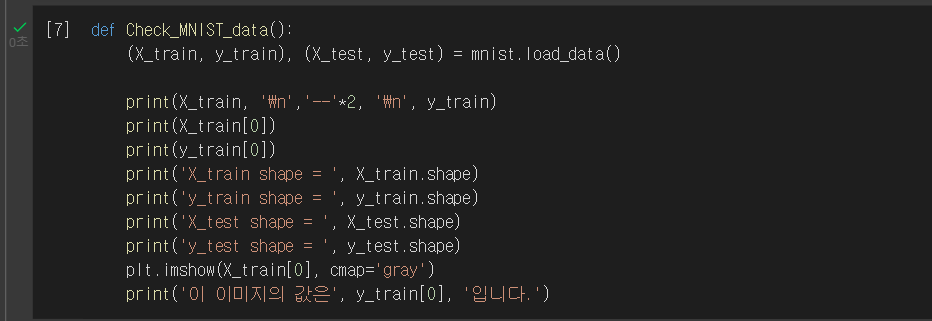 [7] def Check_MNIST_data():
(X_train, y_train), (X_test, y_test) = mnist.load_data()
print(X_train, '₩n','--'*2, '₩n', y_train)
print(X_train[0])
print(y_train[0])
print('X_train shape = ', X_train.shape)
print('y_train shape = ', y_train.shape)
print('X_test shape = ', X_test.shape)
print('y_test shape = ', y_test.shape)
plt.imshow(X_train[0], cmap='gray')
print('이 이미지의 값은', y_train[0], '입니다.')
0초